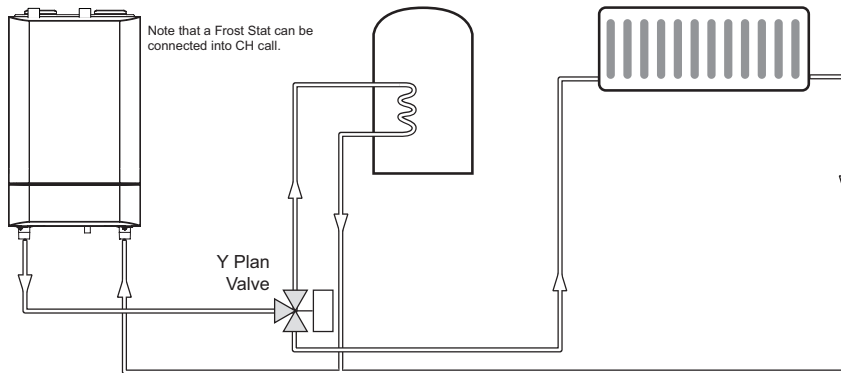 Note that a Frost Stat can be
connected into CH call.
Y Plan
Valve